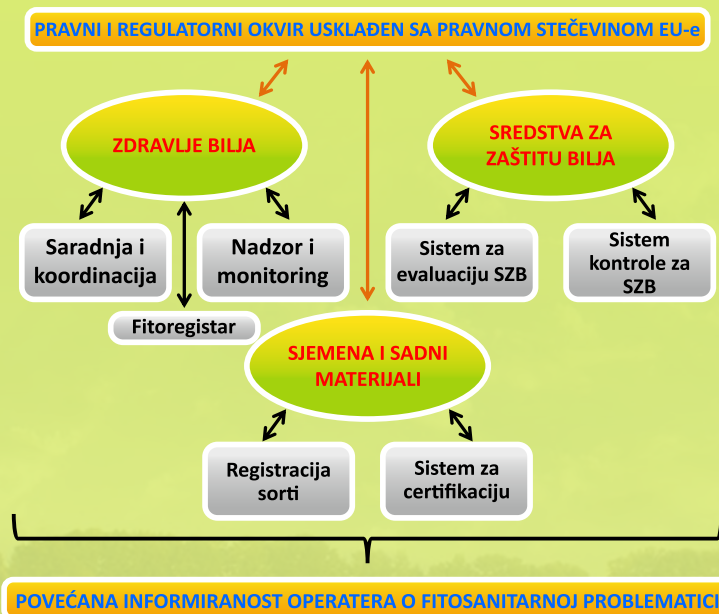 PRAVNI I REGULATORNI OKVIR USKLAĐEN SA PRAVNOM STEČEVINOM EU-e
ZDRAVLJE BILJA
SREDSTVA ZA
ZAŠTITU BILJA
Saradnja i
koordinacija
Nadzor i
monitoring
Sistem za
evaluaciju SZB
Sistem
kontrole za
SZB
Fitoregistar
SJEMENA I SADNI
MATERIJALI
Registracija
sorti
Sistem za
certifikaciju
POVEĆANA INFORMIRANOST OPERATERA O FITOSANITARNOJ PROBLEMATICI